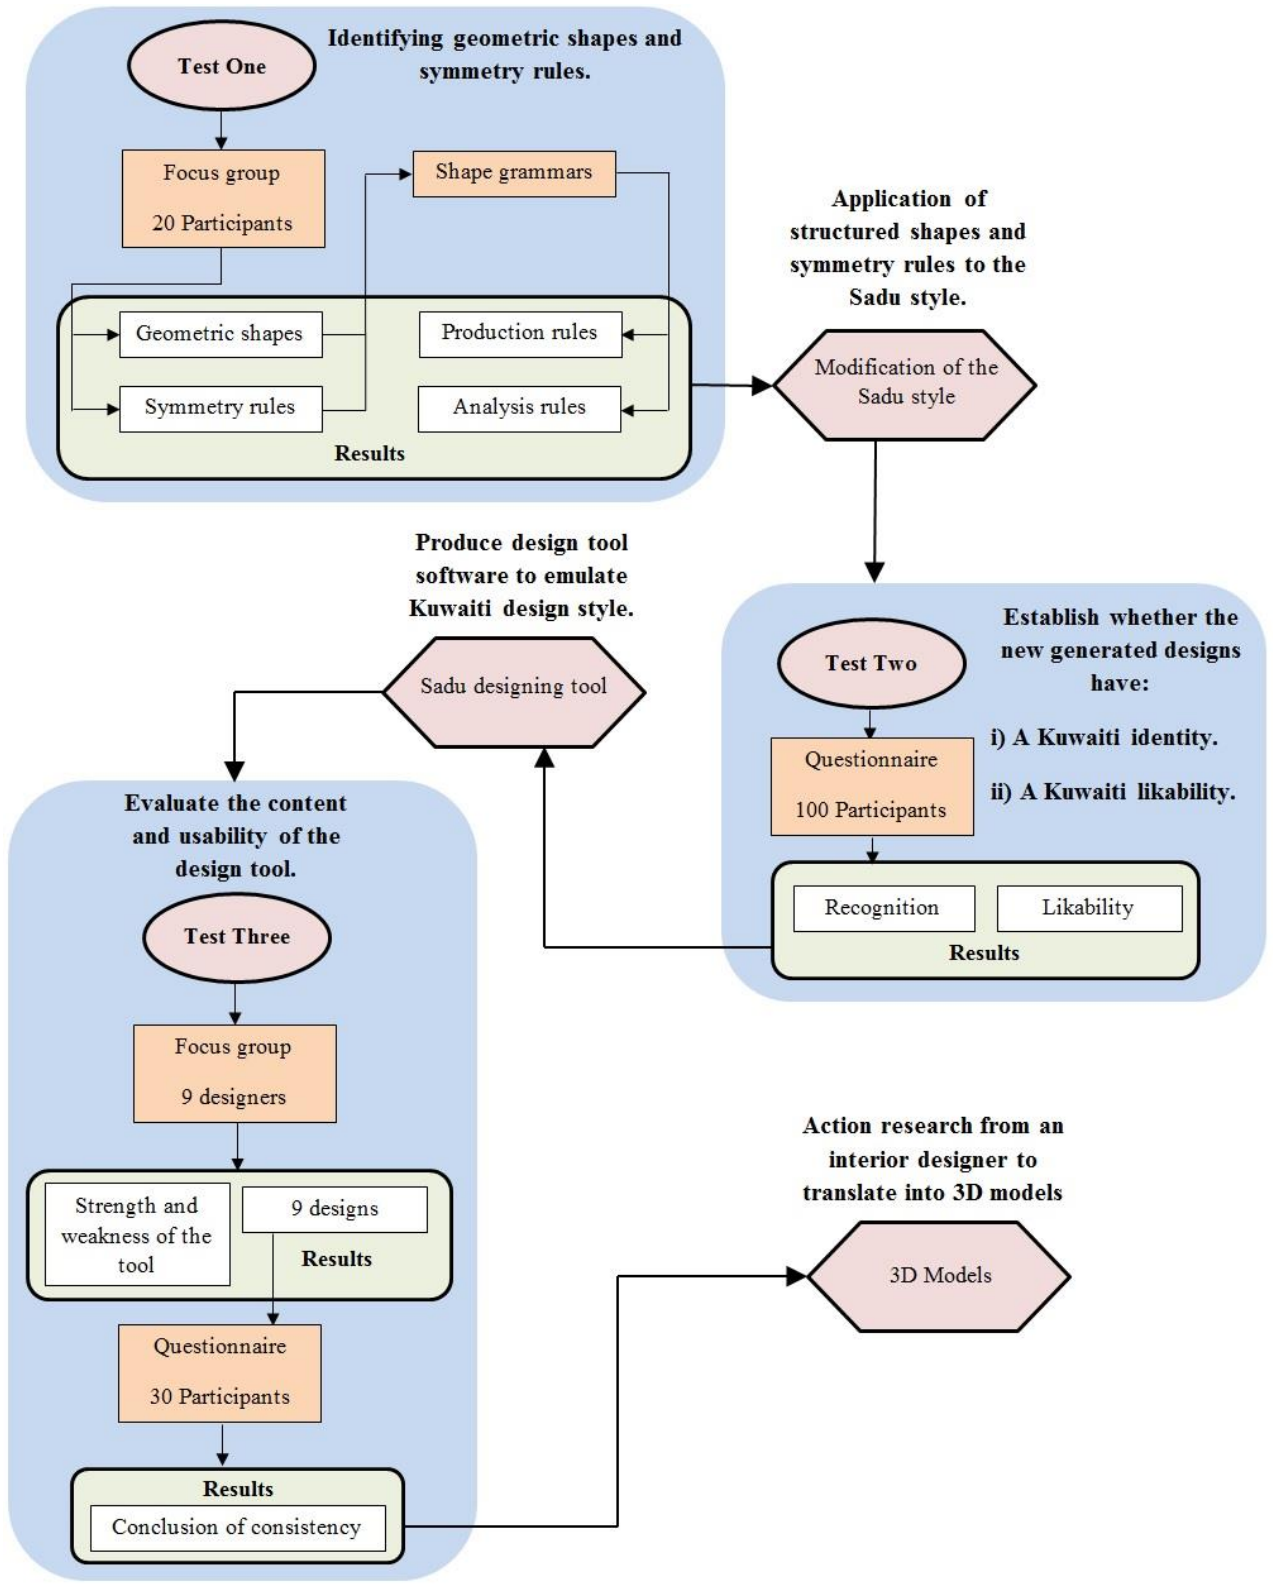 Test One
Identifying geometric shapes and
symmetry rules.
Focus group
20 Participants
Shape grammars
Geometric shapes
Symmetry rules
Production rules
Analysis rules
Results
Application of
structured shapes and
symmetry rules to the
Sadu style.
Modification of the
Sadu style
Test Two
Establish whether the
new generated designs
have:
i) A Kuwaiti identity.
ii) A Kuwaiti likability.
Questionnaire
100 Participants
Recognition
Likability
Results
Produce design tool
software to emulate
Kuwaiti design style.
Sadu designing tool
Evaluate the content
and usability of the
design tool.
Test Three
Focus group
9 designers
Strength and
weakness of the
tool
9 designs
Results
Questionnaire
30 Participants
Results
Conclusion of consistency
Action research from an
interior designer to
translate into 3D models
3D Models